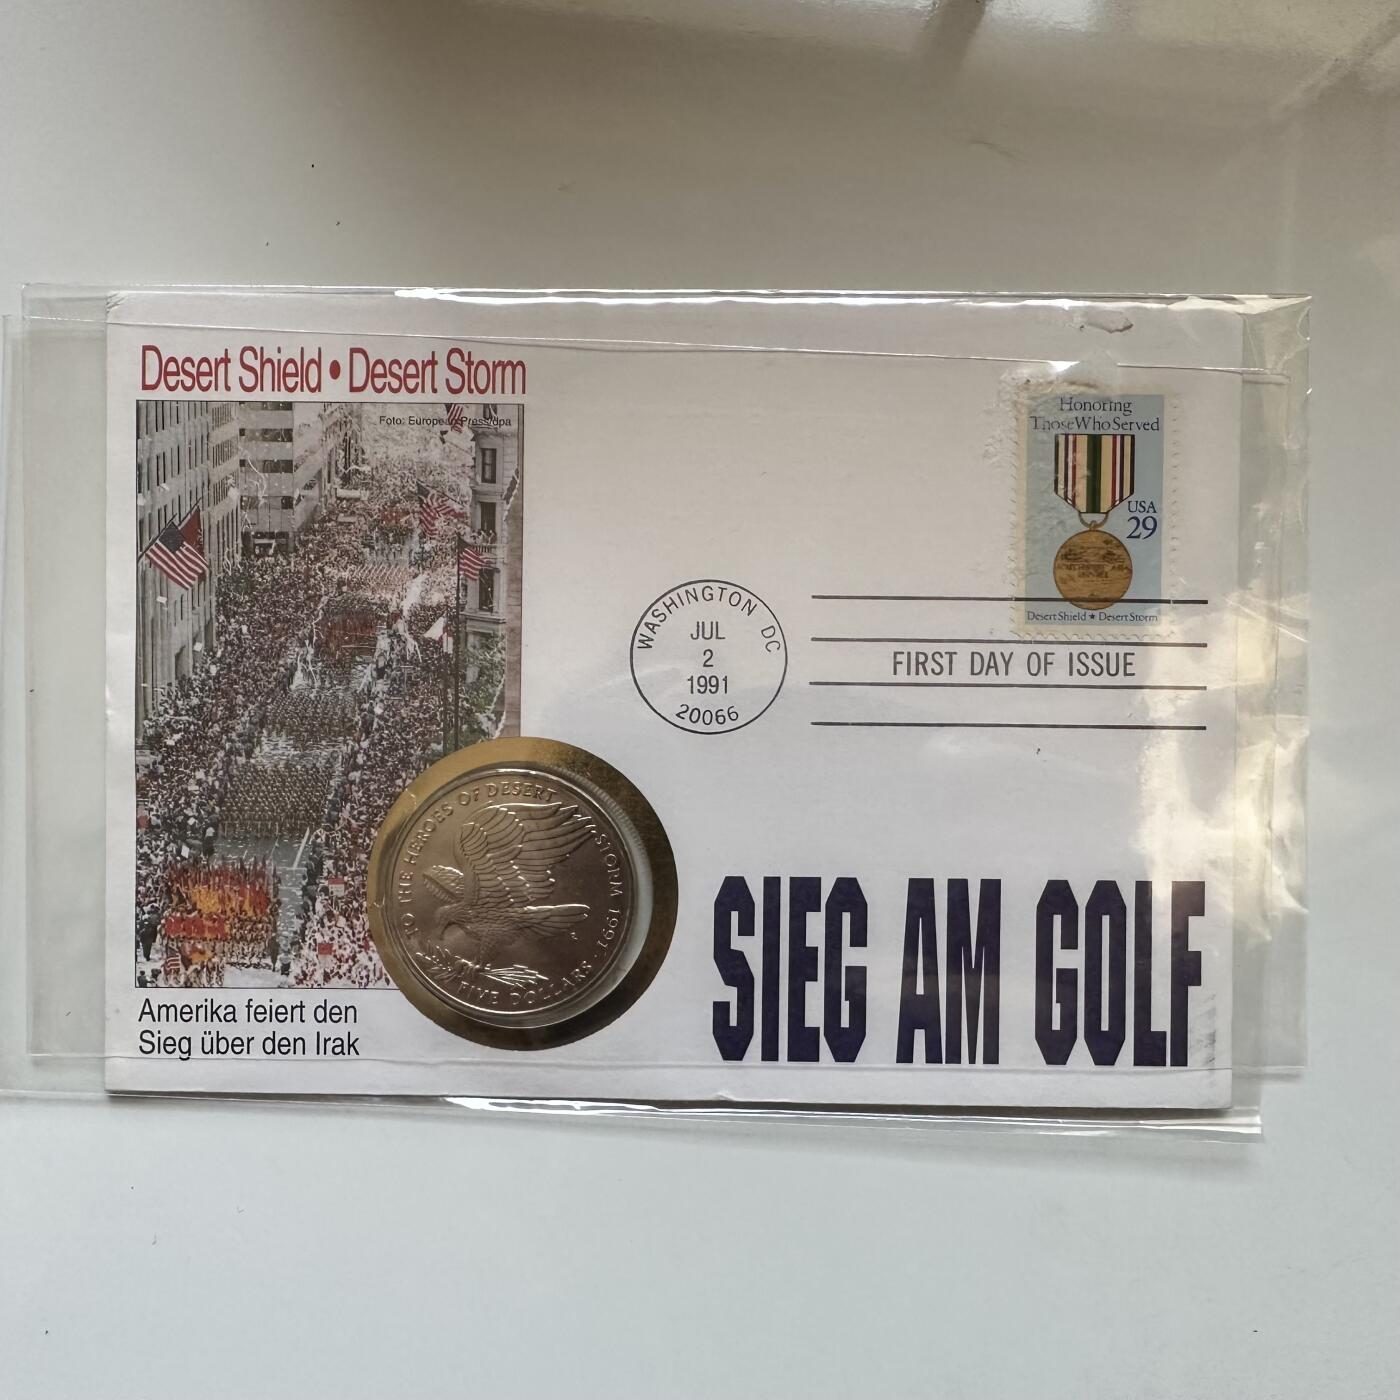 Desert Shield • Desert Storm
Foto: European Press/dpa
Honoring
Those Who Served
USA
29
Desert Shield ★ Desert Storm
WASHINGTON DC
JUL
2
1991
20066
FIRST DAY OF ISSUE
TO THE HEROES OF DESERT STORM 1991
FIVE DOLLARS
SIEG AM GOLF
Amerika feiert den
Sieg über den Irak